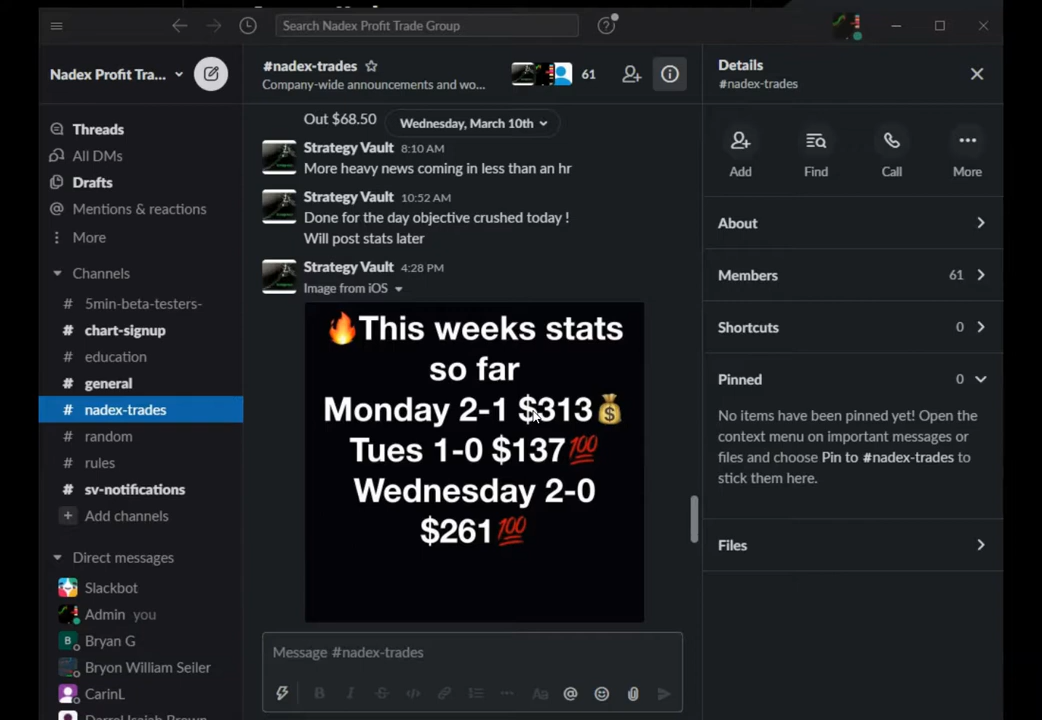 Search Nadex Profit Trade Group
Nadex Profit Tra...
Threads
All DMs
Drafts
Mentions & reactions
More
Channels
# 5min-beta-testers-
# chart-signup
# education
# general
# nadex-trades
# random
# rules
# sv-notifications
+ Add channels
Direct messages
Slackbot
Admin you
B Bryan G
Bryon William Seiler
CarinL
Darrel Isaiah Brown
#nadex-trades
61
Company-wide announcements and wo...
Out $68.50
Wednesday, March 10th
Strategy Vault 8:10 AM
More heavy news coming in less than an hr
Strategy Vault 10:52 AM
Done for the day objective crushed today !
Will post stats later
Strategy Vault 4:28 PM
Image from iOS
🔥This weeks stats
so far
Monday 2-1 $313💰
Tues 1-0 $137💯
Wednesday 2-0
$261💯
Message #nadex-trades
Details
#nadex-trades
Add Find Call More
About
Members 61
Shortcuts 0
Pinned 0
No items have been pinned yet! Open the
context menu on important messages or
files and choose Pin to #nadex-trades to
stick them here.
Files